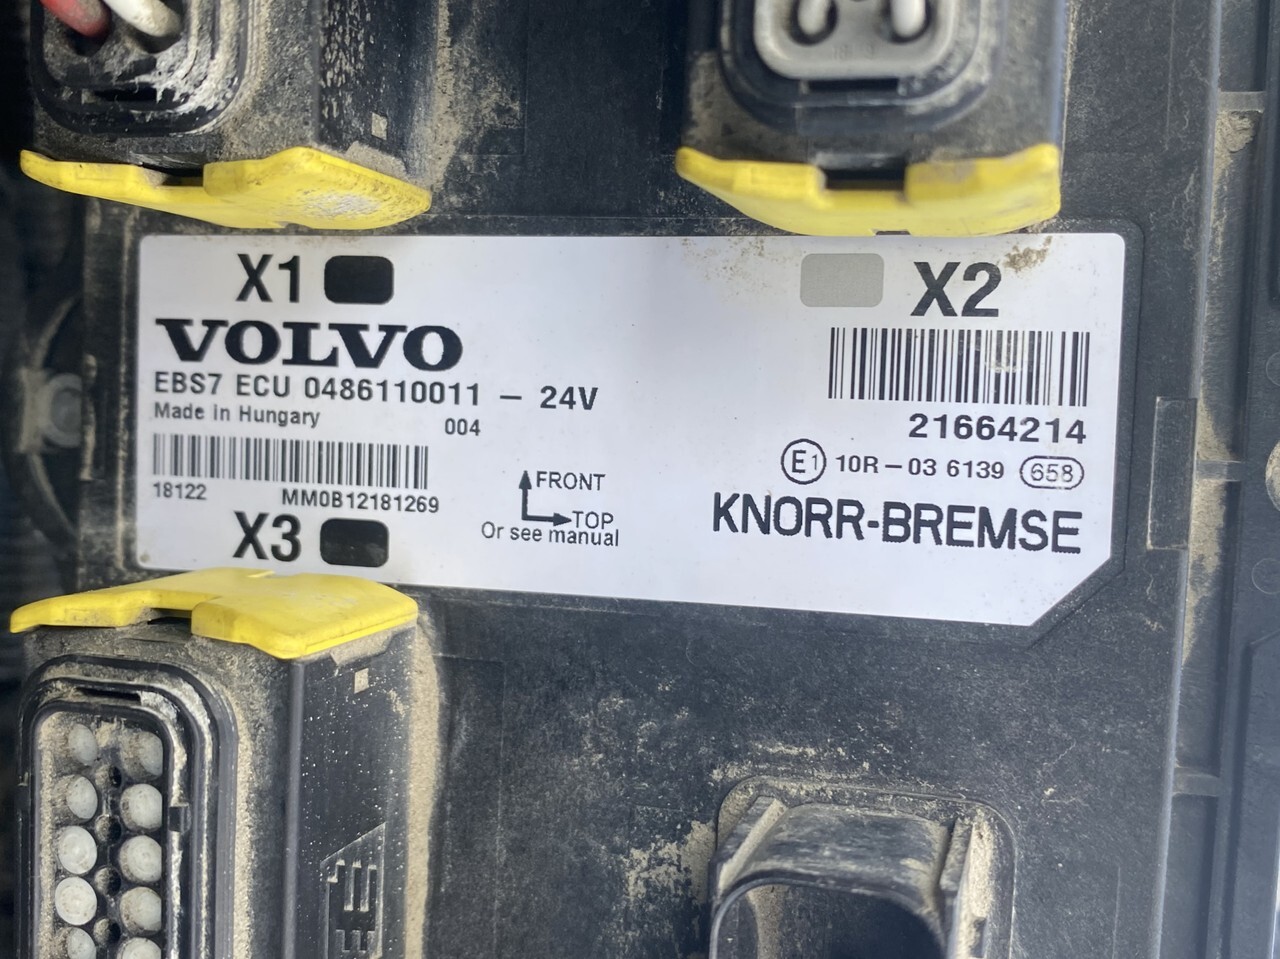 X1
X2
VOLVO
EBS7 ECU 0486110011 – 24V
Made in Hungary
004
21664214
E1 10R – 03 6139 658
18122 MM0B12181269
FRONT
TOP
Or see manual
KNORR-BREMSE
X3